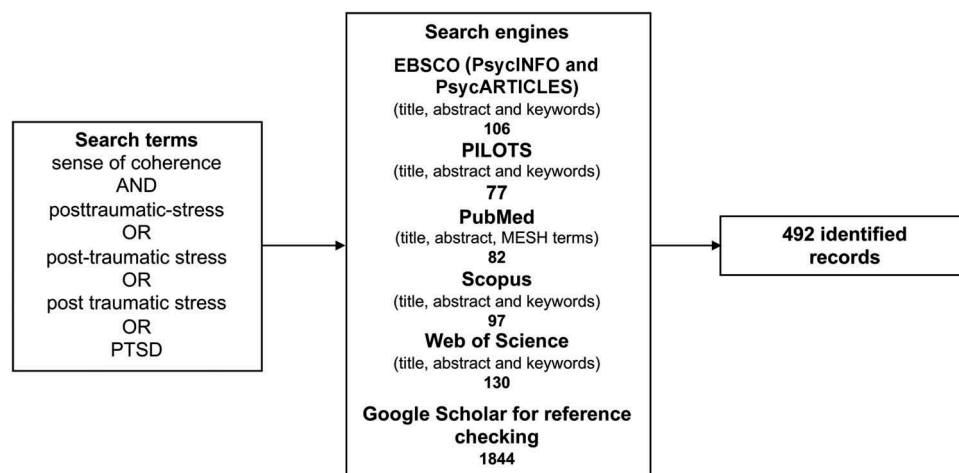 Search terms
sense of coherence
AND
posttraumatic-stress
OR
post-traumatic stress
OR
post traumatic stress
OR
PTSD
Search engines
EBSCO (PsycINFO and
PsycARTICLES)
(title, abstract and keywords)
106
PILOTS
(title, abstract and keywords)
77
PubMed
(title, abstract, MESH terms)
82
Scopus
(title, abstract and keywords)
97
Web of Science
(title, abstract and keywords)
130
Google Scholar for reference
checking
1844
492 identified
records